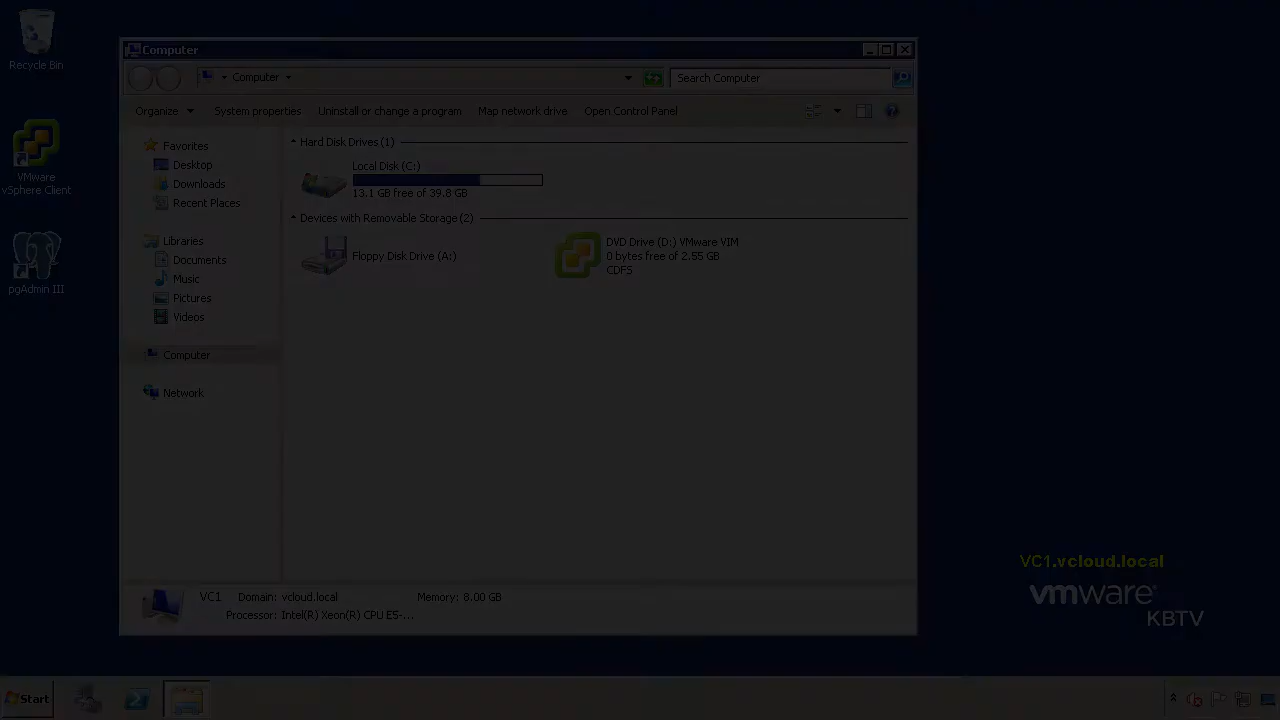 Recycle Bin
VMware
vSphere Client
pgAdmin III
Computer
Computer
Search Computer
Organize
System properties
Uninstall or change a program
Map network drive
Open Control Panel
Favorites
Desktop
Downloads
Recent Places
Libraries
Documents
Music
Pictures
Videos
Computer
Network
Hard Disk Drives (1)
Local Disk (C:)
13.1 GB free of 39.8 GB
Devices with Removable Storage (2)
Floppy Disk Drive (A:)
DVD Drive (D:) VMware VIM
0 bytes free of 2.55 GB
CDFS
VC1 Domain: vcloud.local Memory: 8.00 GB
Processor: Intel(R) Xeon(R) CPU E5-...
VC1.vcloud.local
vmware
KBTV
Start